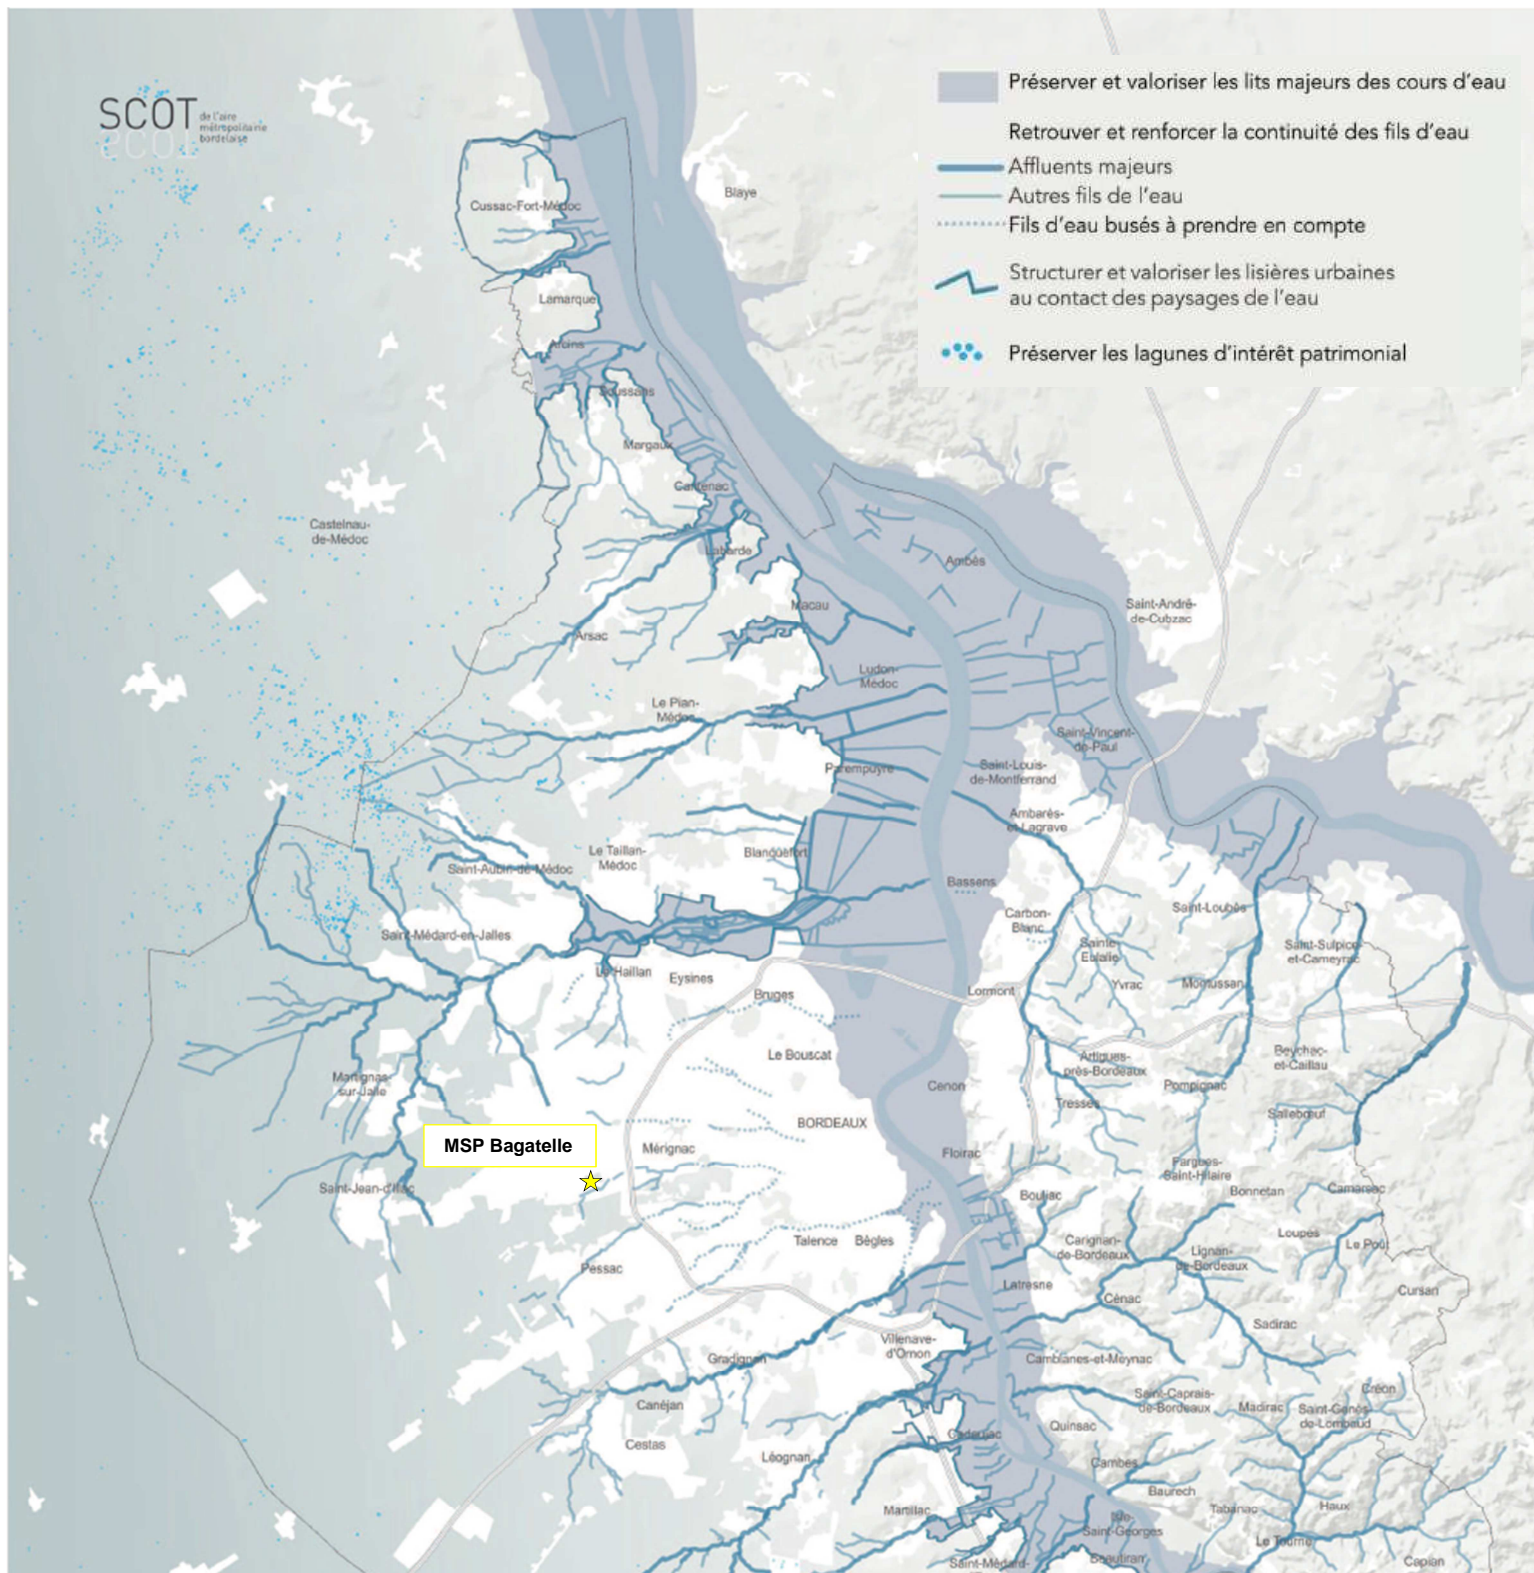 SCOT
de l'aire
métropolitaine
bordelaise
Préserver et valoriser les lits majeurs des cours d'eau
Retrouver et renforcer la continuité des fils d'eau
Affluents majeurs
Autres fils de l'eau
Fils d'eau busés à prendre en compte
Structurer et valoriser les lisières urbaines
au contact des paysages de l'eau
Préserver les lagunes d'intérêt patrimonial
Blaye
Cussac-Fort-Médoc
Lamarque
Arcins
Soussans
Margaux
Cantenac
Castelnau-
de-Médoc
Labarde
Ambès
Macau
Saint-André-
de-Cubzac
Arsac
Ludon-
Médoc
Le Pian-
Médoc
Saint-Vincent-
de-Paul
Parempuyre
Saint-Louis-
de-Montferrand
Ambarès-
et-Lagrave
Le Taillan-
Médoc
Blanquefort
Saint-Aubin-de-Médoc
Bassens
Carbon-
Blanc
Saint-Loubès
Saint-Médard-en-Jalles
Sainte
Eulalie
Saint-Sulpice-
et-Cameyrac
Le Haillan
Eysines
Yvrac
Montussan
Bruges
Lormont
Le Bouscat
Artigues-
près-Bordeaux
Beychac-
et-Caillau
Martignas-
sur-Jalle
Cenon
Pompignac
Tresses
Salleboeuf
BORDEAUX
MSP Bagatelle
Mérignac
Floirac
Fargues-
Saint-Hilaire
Saint-Jean-d'Illac
Bouliac
Bonnetan
Camarsac
Talence
Bègles
Carignan-
de-Bordeaux
Lignan-
de-Bordeaux
Loupes
Le Pout
Pessac
Latresne
Cénac
Cursan
Sadirac
Villenave-
d'Ornon
Gradignan
Camblanes-et-Meynac
Canéjan
Saint-Caprais-
de-Bordeaux
Madirac
Créon
Saint-Genès-
de-Lombaud
Quinsac
Cestas
Cadaujac
Léognan
Cambes
Baurech
Martillac
Tabanac
Haux
Isle-
Saint-Georges
Le Tourne
Saint-Médard-
Beautiran
Capian